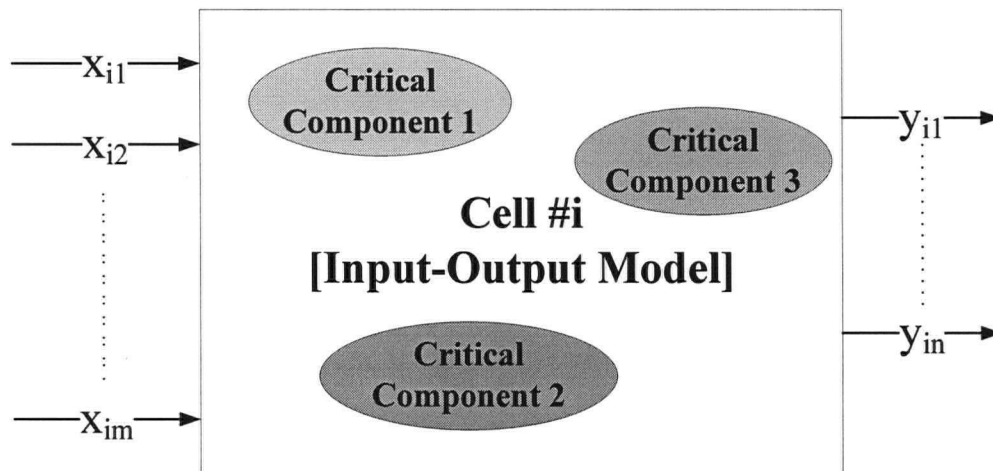 x_i1
x_i2
x_im
Critical
Component 1
Critical
Component 3
Cell #i
[Input-Output Model]
Critical
Component 2
y_i1
y_in